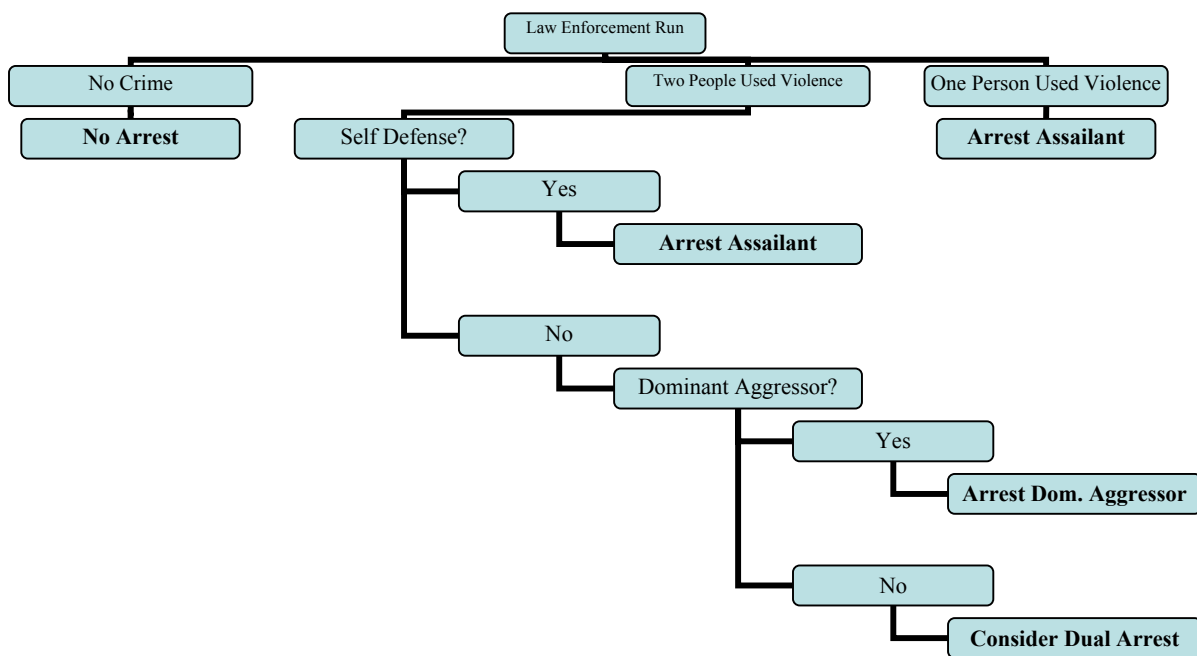 Law Enforcement Run
No Crime
Two People Used Violence
One Person Used Violence
No Arrest
Self Defense?
Arrest Assailant
Yes
Arrest Assailant
No
Dominant Aggressor?
Yes
Arrest Dom. Aggressor
No
Consider Dual Arrest